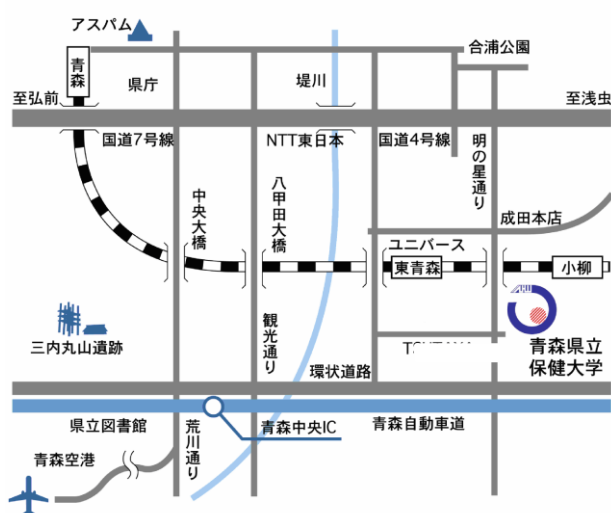 アスパム
合浦公園
青森
県庁
堤川
至弘前
至浅虫
国道7号線
NTT東日本
国道4号線
明の星通り
中央大橋
八甲田大橋
成田本店
ユニバース
東青森
小柳
三内丸山遺跡
観光通り
青森県立
保健大学
環状道路
県立図書館
荒川通り
青森中央IC
青森自動車道
青森空港